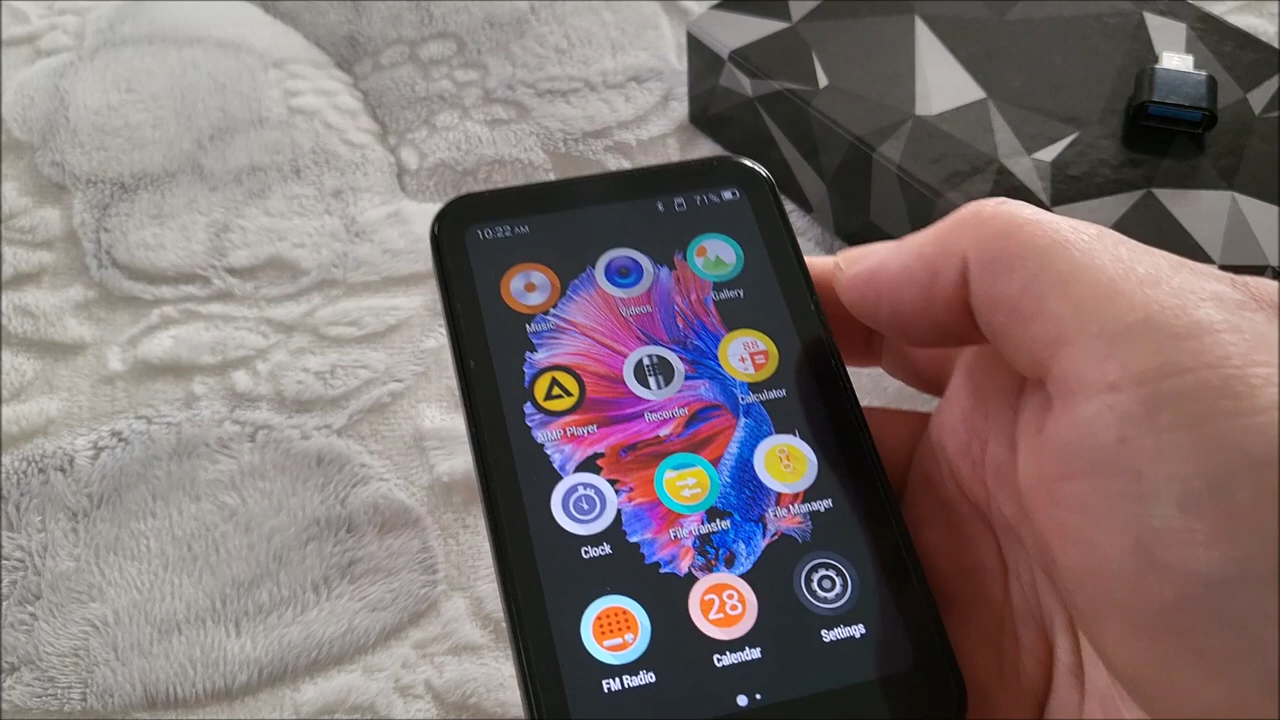 10:22 AM 71%
Music Videos Gallery
88
AIMP Player Recorder Calculator
Clock File transfer File Manager
28
FM Radio Calendar Settings